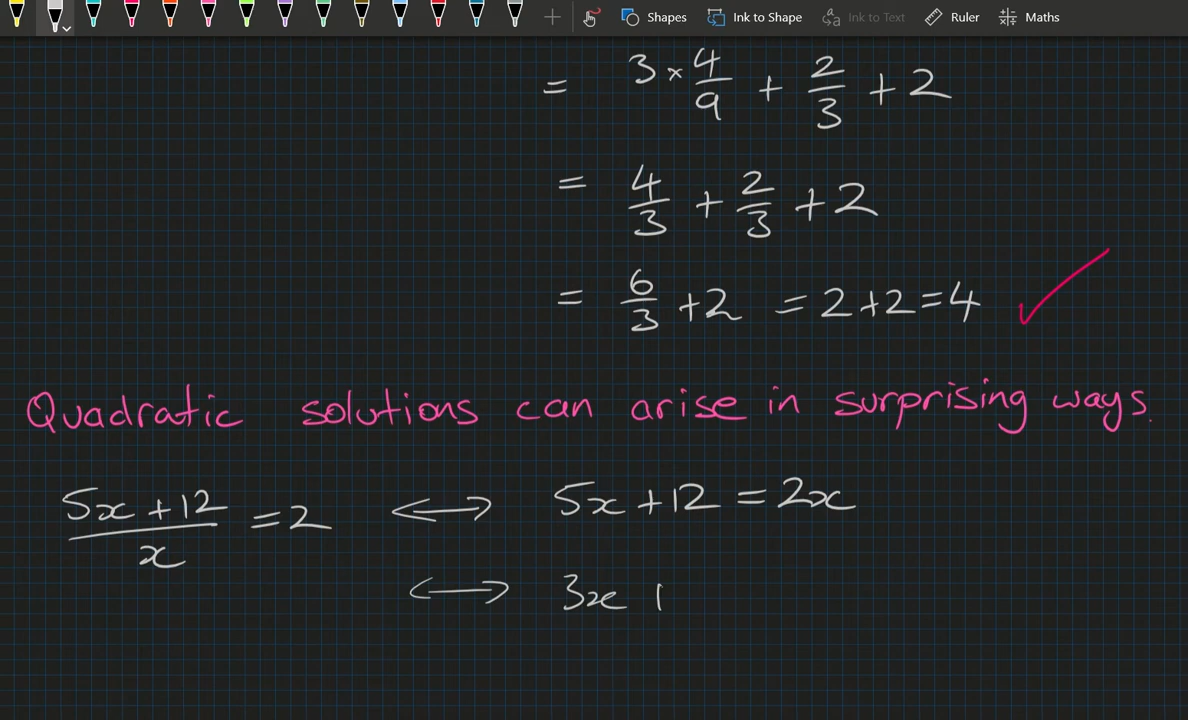 Shapes Ink to Shape Ink to Text Ruler Maths
= 3 × 4/9 + 2/3 + 2
= 4/3 + 2/3 + 2
= 6/3 + 2 = 2 + 2 = 4 ✓
Quadratic solutions can arise in surprising ways.
(5x + 12)/x = 2 ⟷ 5x + 12 = 2x
⟷ 3x |